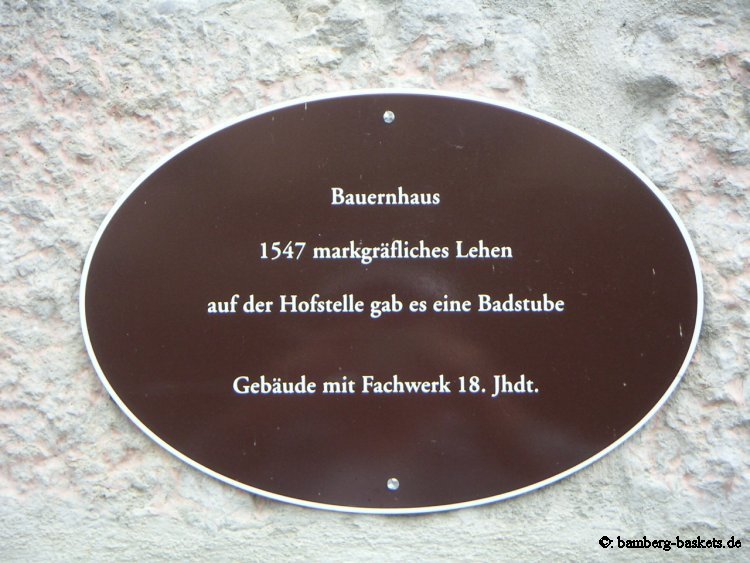 Bauernhaus
1547 markgräfliches Lehen
auf der Hofstelle gab es eine Badstube
Gebäude mit Fachwerk 18. Jhdt.
©: bamberg-baskets.de